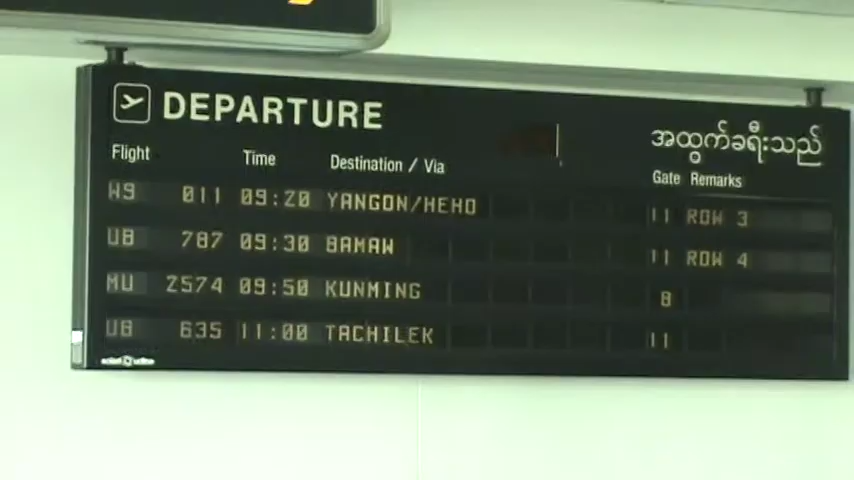 DEPARTURE အထွက်ခရီးသည်
Flight Time Destination / Via Gate Remarks
W9 011 09:20 YANGON/HEHO 11 ROW 3
UB 787 09:30 BAMAW 11 ROW 4
MU 2574 09:50 KUNMING 8
UB 635 11:00 TACHILEK 11